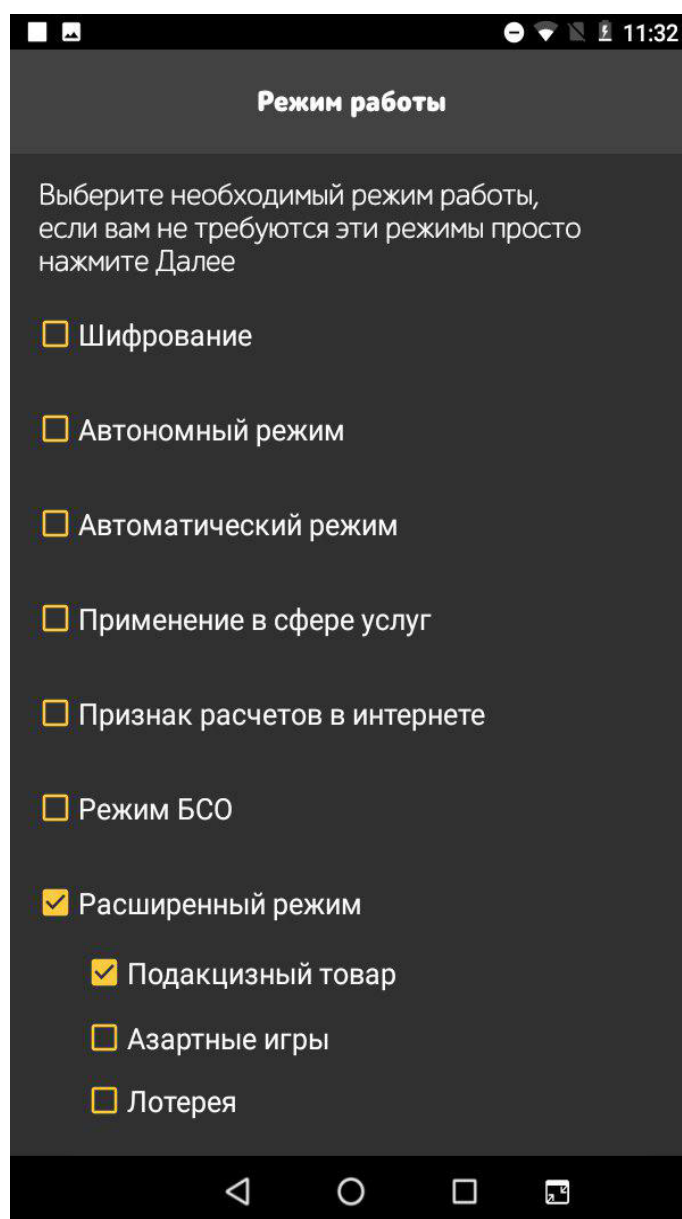 11:32
Режим работы
Выберите необходимый режим работы,
если вам не требуются эти режимы просто
нажмите Далее
Шифрование
Автономный режим
Автоматический режим
Применение в сфере услуг
Признак расчетов в интернете
Режим БСО
Расширенный режим
Подакцизный товар
Азартные игры
Лотерея